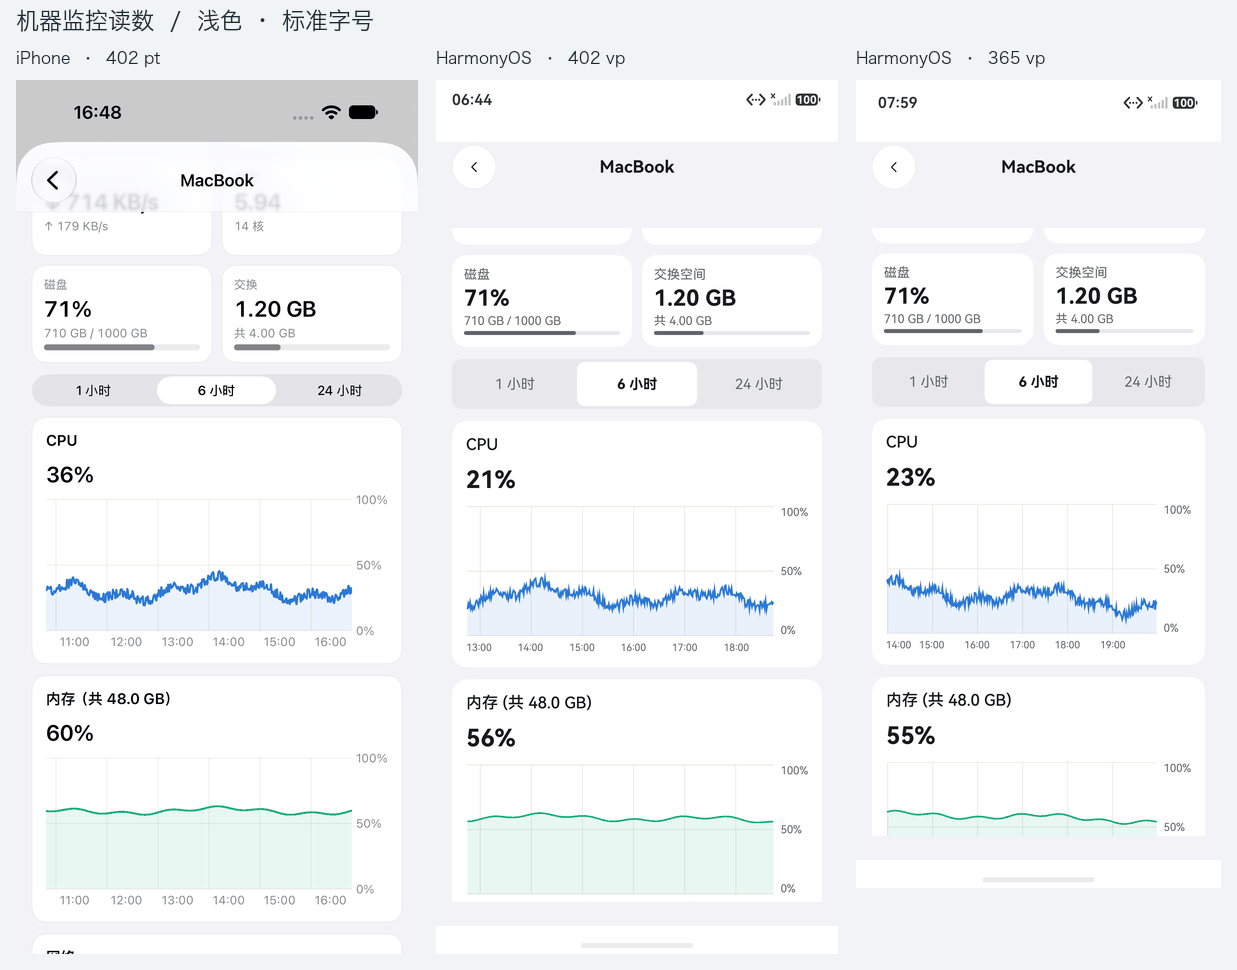 机器监控读数 / 浅色 · 标准字号
iPhone · 402 pt
16:48
MacBook
↓ 714 KB/s
5.94
↑ 179 KB/s
14 核
磁盘
交换
71%
1.20 GB
710 GB / 1000 GB
共 4.00 GB
1 小时
6 小时
24 小时
CPU
36%
100%
50%
0%
11:00 12:00 13:00 14:00 15:00 16:00
内存（共 48.0 GB）
60%
100%
50%
0%
11:00 12:00 13:00 14:00 15:00 16:00
HarmonyOS · 402 vp
06:44
100
MacBook
磁盘
交换空间
71%
1.20 GB
710 GB / 1000 GB
共 4.00 GB
1 小时
6 小时
24 小时
CPU
21%
100%
50%
0%
13:00 14:00 15:00 16:00 17:00 18:00
内存 (共 48.0 GB)
56%
100%
50%
0%
HarmonyOS · 365 vp
07:59
100
MacBook
磁盘
交换空间
71%
1.20 GB
710 GB / 1000 GB
共 4.00 GB
1 小时
6 小时
24 小时
CPU
23%
100%
50%
0%
14:00 15:00 16:00 17:00 18:00 19:00
内存 (共 48.0 GB)
55%
100%
50%